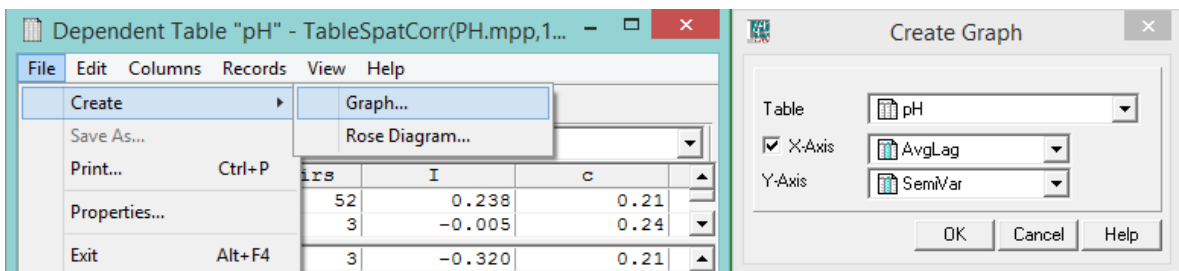 Dependent Table "pH" - TableSpatCorr(PH.mpp,1...
File Edit Columns Records View Help
Create
Save As...
Print... Ctrl+P
Properties...
Exit Alt+F4
Graph...
Rose Diagram...
irs I c
52 0.238 0.21
3 -0.005 0.24
3 -0.320 0.21
Create Graph
Table pH
X-Axis AvgLag
Y-Axis SemiVar
OK Cancel Help